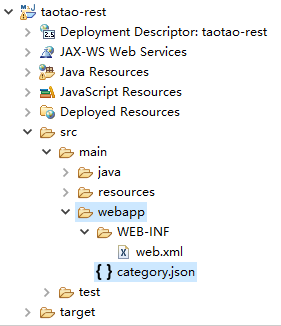 taotao-rest
Deployment Descriptor: taotao-rest
JAX-WS Web Services
Java Resources
JavaScript Resources
Deployed Resources
src
main
java
resources
webapp
WEB-INF
web.xml
category.json
test
target